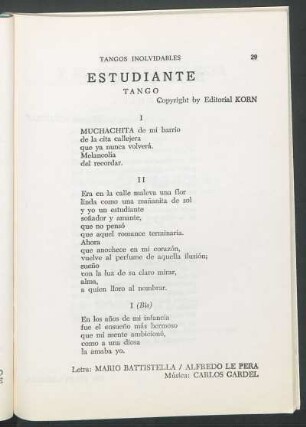 TANGOS INOLVIDABLES 29
ESTUDIANTE
TANGO
Copyright by Editorial KORN
I
MUCHACHITA de mi barrio
de la cita callejera
que ya nunca volverá.
Melancolía
del recordar.
II
Era en la calle maleva una flor
linda como una mañanita de sol
y yo un estudiante
soñador y amante,
que no pensó
que aquel romance terminaría.
Ahora
que anochece en mi corazón,
vuelve al perfume de aquella ilusión;
sueño
con la luz de su claro mirar,
alma,
a quien lloro al nombrar.
I (Bis)
En los años de mi infancia
fue el ensueño más hermoso
que mi mente ambicionó,
como a una diosa
la amaba yo.
Letra: MARIO BATTISTELLA / ALFREDO LE PERA
Música: CARLOS GARDEL